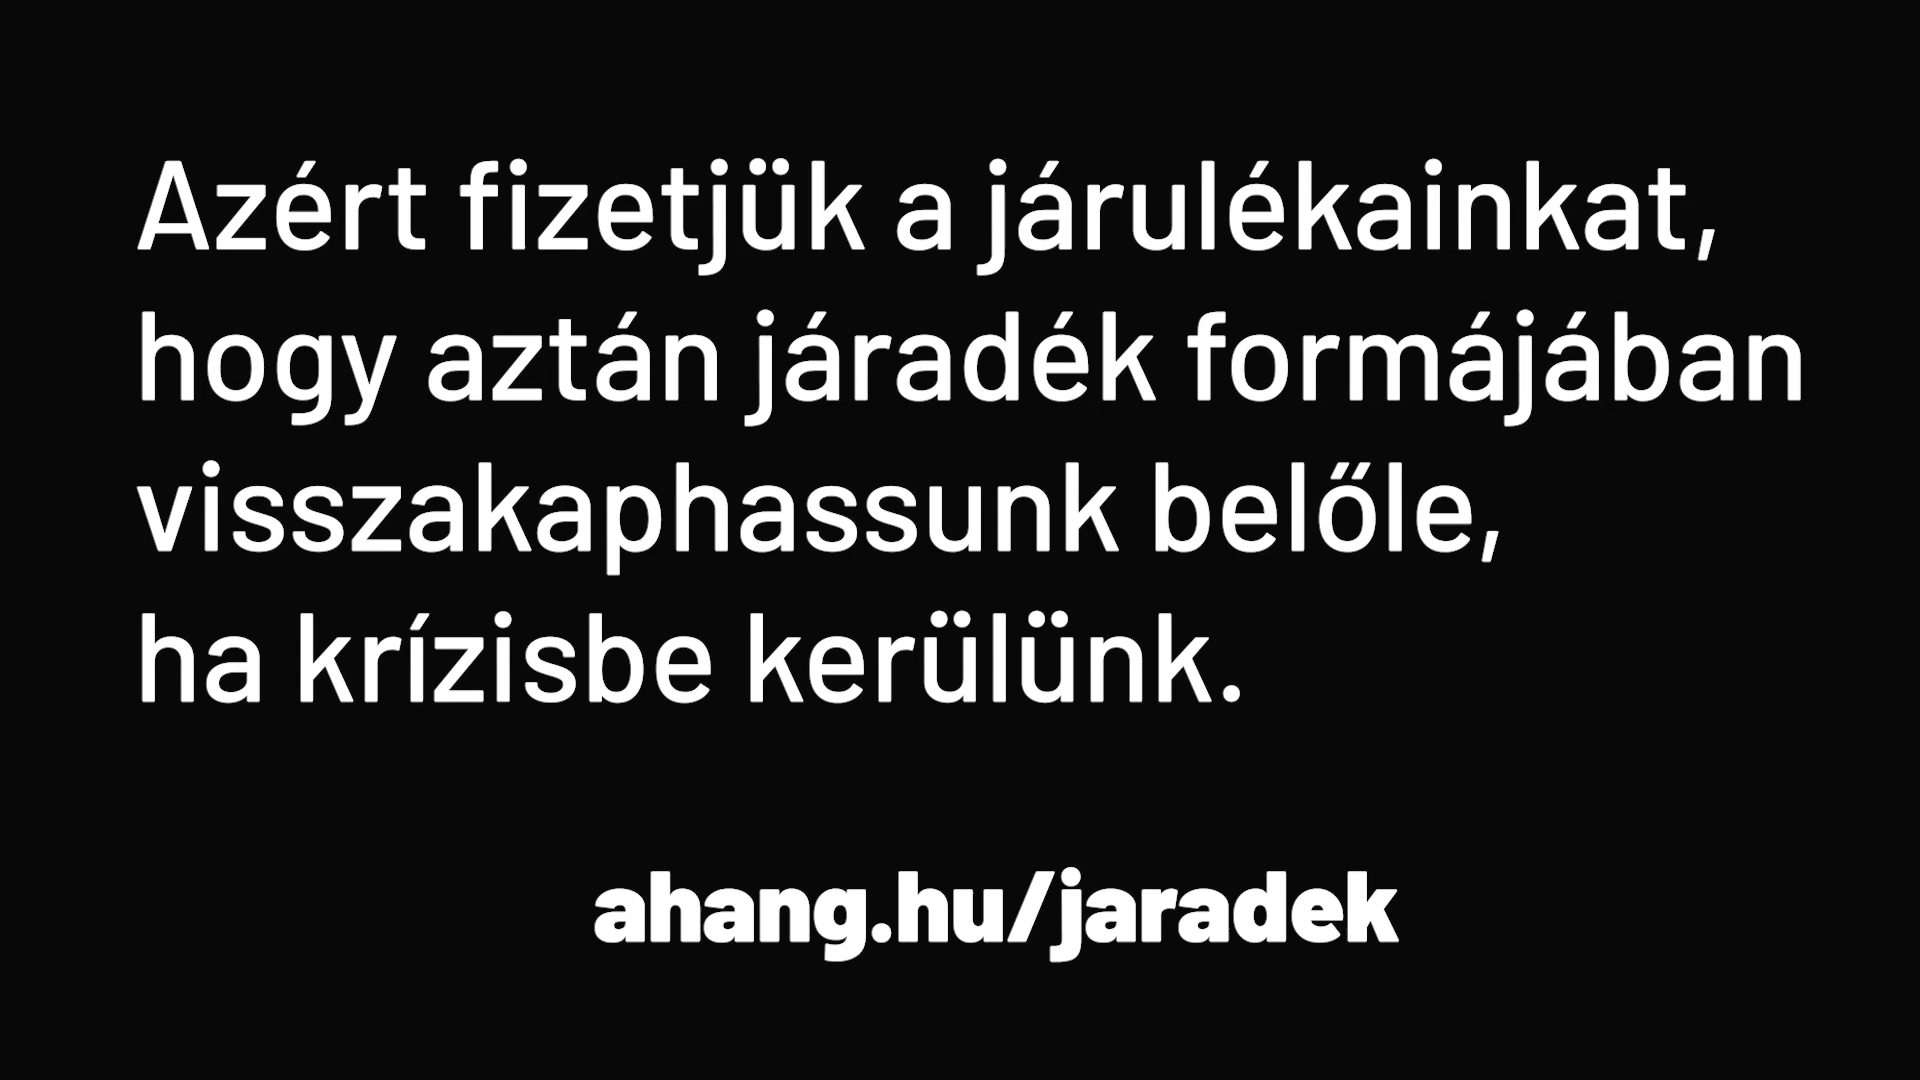 Azért fizetjük a járulékainkat,
hogy aztán járadék formájában
visszakaphassunk belőle,
ha krízisbe kerülünk.
ahang.hu/jaradek